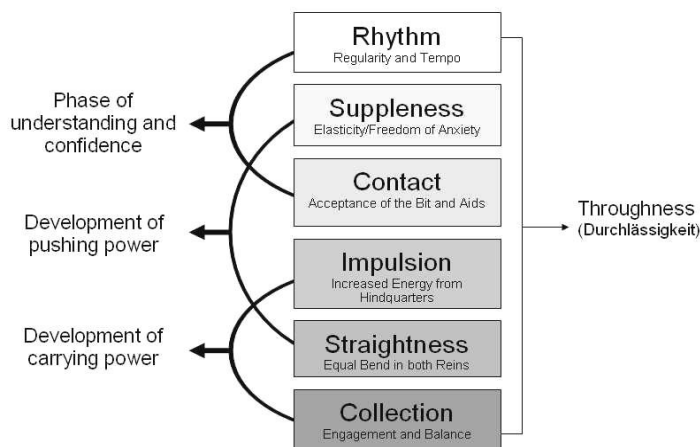 Rhythm
Regularity and Tempo
Suppleness
Elasticity/Freedom of Anxiety
Contact
Acceptance of the Bit and Aids
Impulsion
Increased Energy from
Hindquarters
Straightness
Equal Bend in both Reins
Collection
Engagement and Balance
Phase of
understanding and
confidence
Development of
pushing power
Development of
carrying power
Throughness
(Durchlässigkeit)